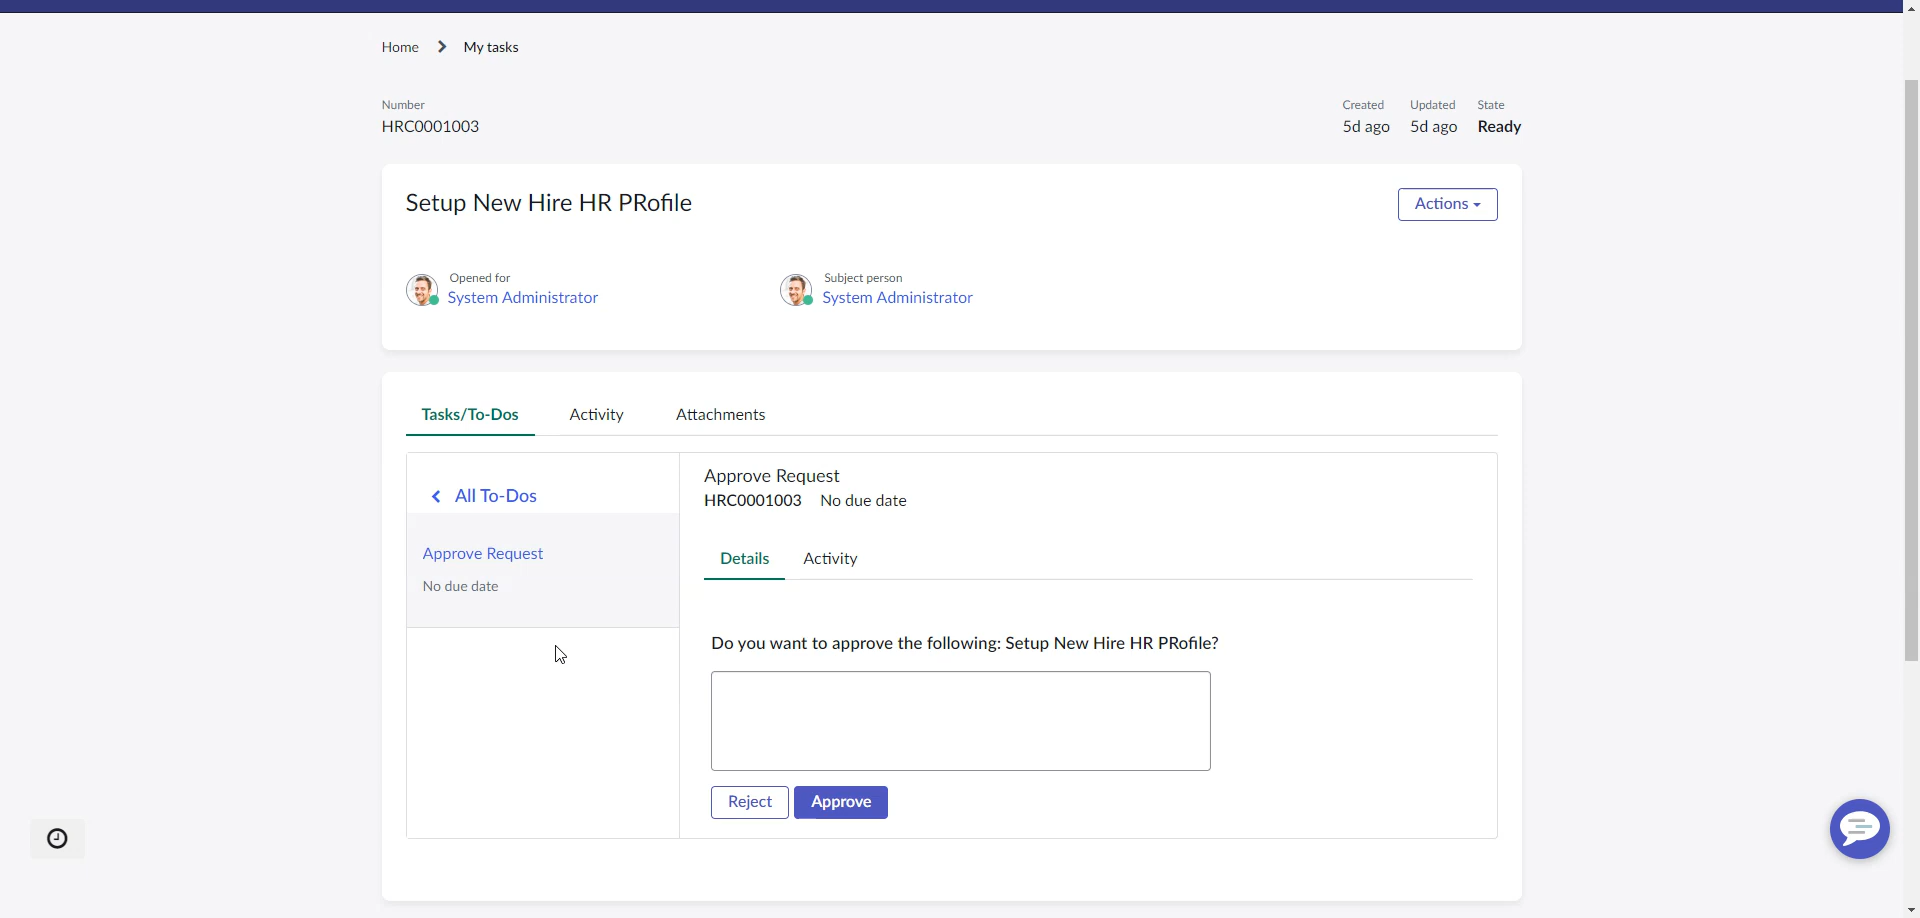 Home > My tasks
Number
HRC0001003
Created Updated State
5d ago 5d ago Ready
Setup New Hire HR PRofile
Actions
Opened for
System Administrator
Subject person
System Administrator
Tasks/To-Dos Activity Attachments
All To-Dos
Approve Request
No due date
Approve Request
HRC0001003 No due date
Details Activity
Do you want to approve the following: Setup New Hire HR PRofile?
Reject Approve